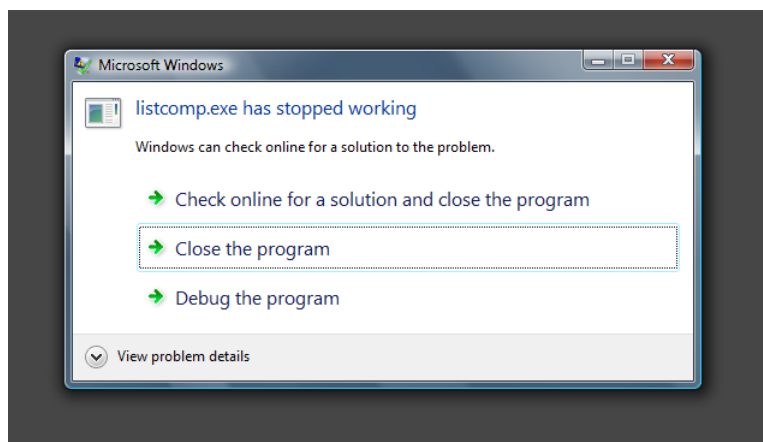 Microsoft Windows
listcomp.exe has stopped working
Windows can check online for a solution to the problem.
Check online for a solution and close the program
Close the program
Debug the program
View problem details